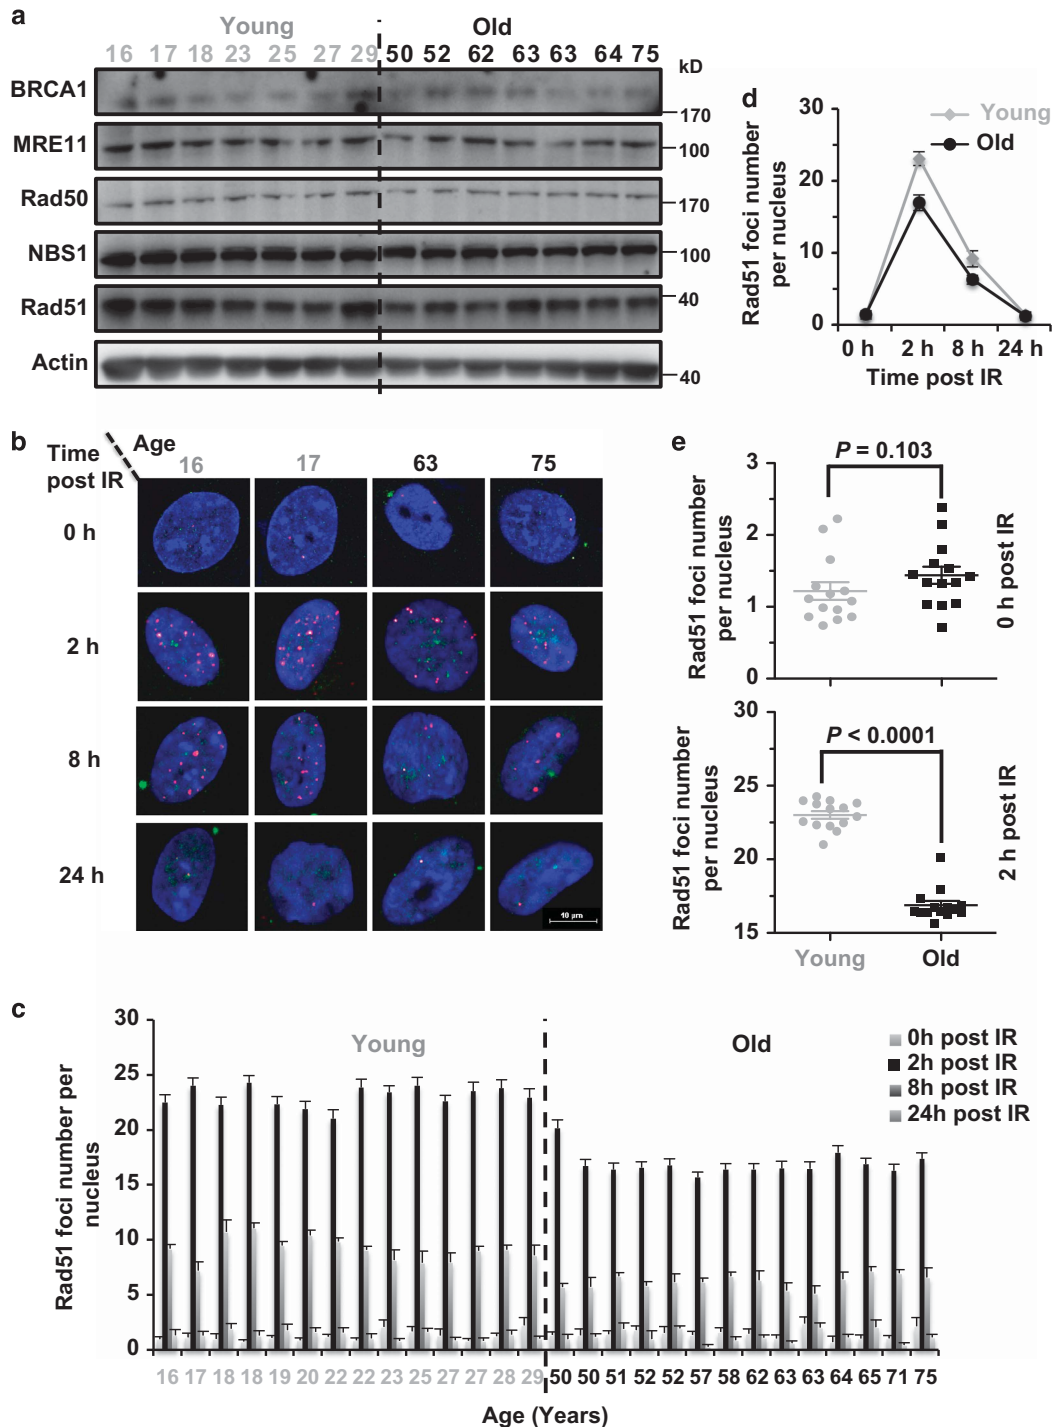 a
Young
Old
16 17 18 23 25 27 29 50 52 62 63 63 64 75
kD
BRCA1
170
MRE11
100
Rad50
170
NBS1
100
Rad51
40
Actin
40
d
Rad51 foci number
per nucleus
30
20
10
0
Young
Old
0 h 2 h 8 h 24 h
Time post IR
b
Time
post IR
Age
16 17 63 75
0 h
2 h
8 h
24 h
10 µm
e
P = 0.103
Rad51 foci number
per nucleus
3
2
1
0
0 h post IR
P < 0.0001
Rad51 foci number
per nucleus
30
25
20
15
2 h post IR
Young Old
c
Rad51 foci number per
nucleus
30
25
20
15
10
5
0
Young
Old
0h post IR
2h post IR
8h post IR
24h post IR
16 17 18 18 19 20 22 22 23 25 27 27 28 29 50 50 51 52 52 57 58 62 63 63 64 65 71 75
Age (Years)